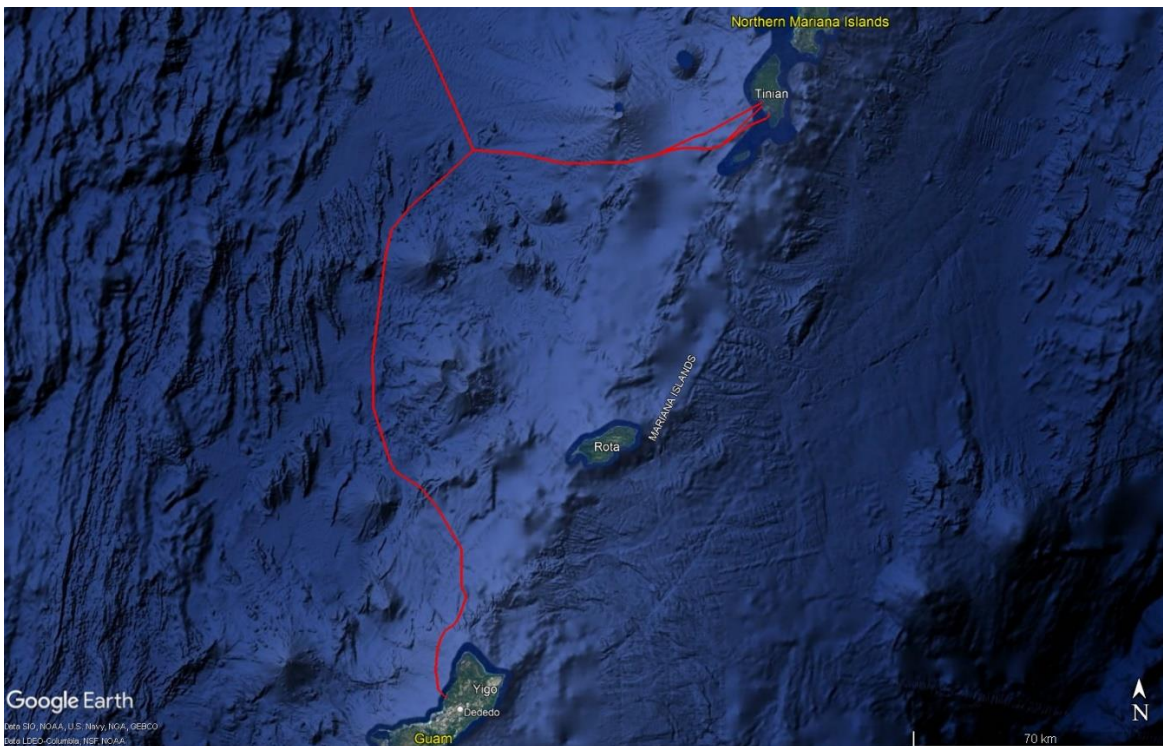 Northern Mariana Islands
Tinian
MARIANA ISLANDS
Rota
Yigo
Dededo
Guam
Google Earth
Data SIO, NOAA, U.S. Navy, NGA, GEBCO
Data LDEO-Columbia, NSF, NOAA
N
70 km